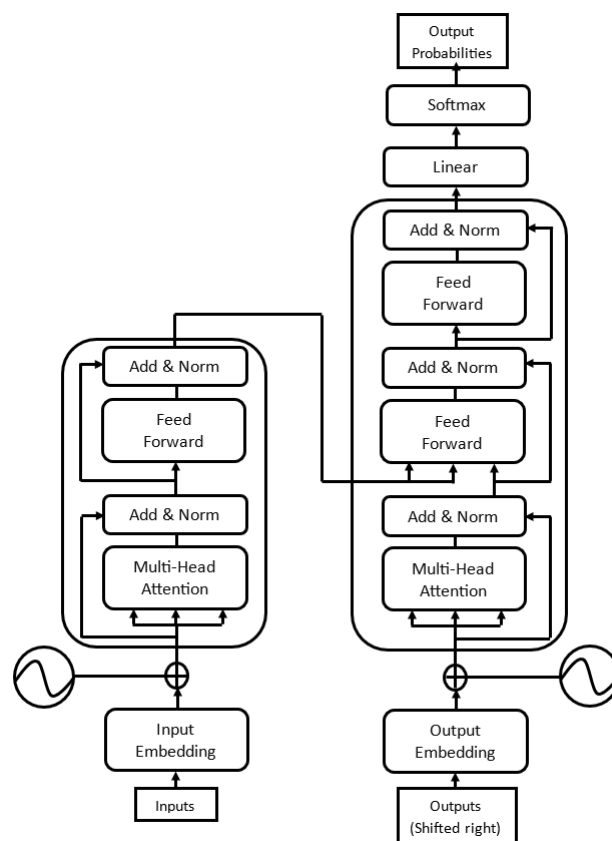 Output
Probabilities
Softmax
Linear
Add & Norm
Feed
Forward
Add & Norm
Feed
Forward
Add & Norm
Multi-Head
Attention
Add & Norm
Feed
Forward
Add & Norm
Multi-Head
Attention
Input
Embedding
Inputs
Output
Embedding
Outputs
(Shifted right)